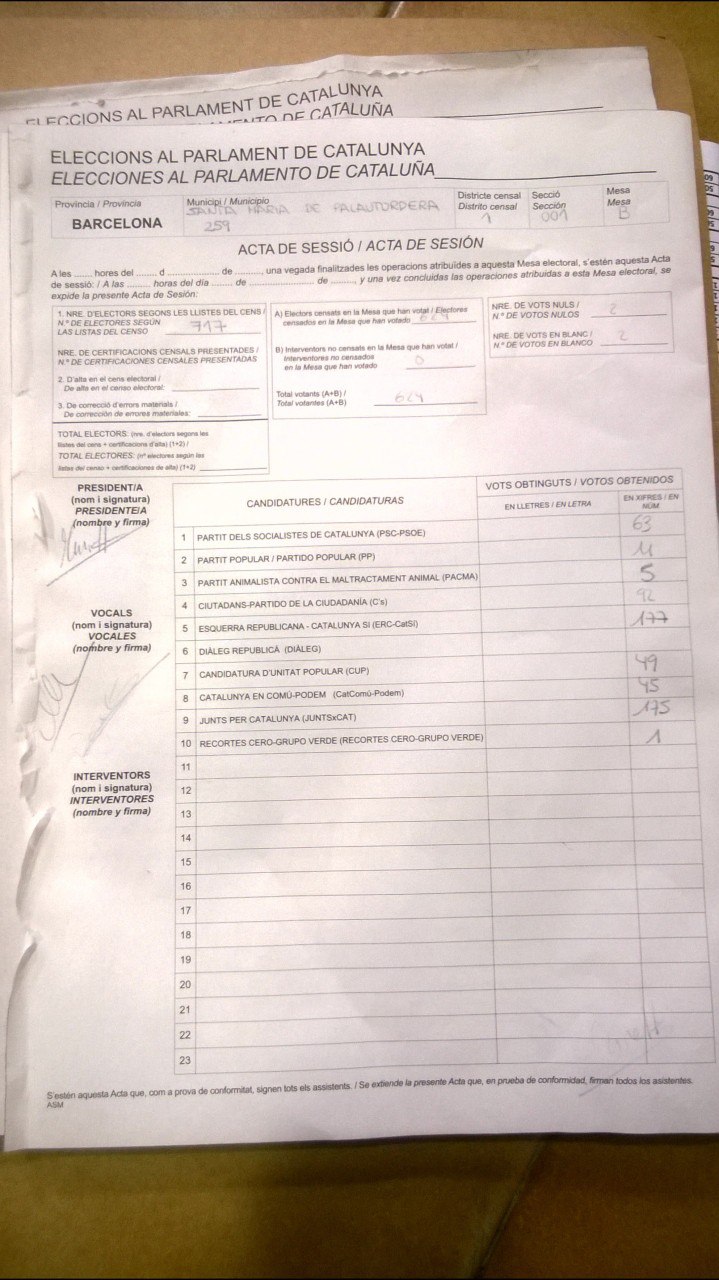 ELECCIONS AL PARLAMENT DE CATALUNYA
ELECCIONS AL PARLAMENT DE CATALUNYA
ELECCIONES AL PARLAMENTO DE CATALUÑA
Provincia / Provincia
BARCELONA
Municipi / Municipio
SANTA MARIA DE PALAUTORDERA
259
Districte censal
Distrito censal
1
Secció
Sección
001
Mesa
Mesa
B
ACTA DE SESSIÓ / ACTA DE SESIÓN
A les ....... hores del ....... d .............. de .........., una vegada finalitzades les operacions atribuïdes a aquesta Mesa electoral, s'estén aquesta Acta
de sessió: / A las ......... horas del día ....... de ......................... de ........, y una vez concluidas las operaciones atribuidas a esta Mesa electoral, se
expide la presente Acta de Sesión:
1. NRE. D'ELECTORS SEGONS LES LLISTES DEL CENS /
N.º DE ELECTORES SEGÚN
LAS LISTAS DEL CENSO 717
NRE. DE CERTIFICACIONS CENSALS PRESENTADES /
N.º DE CERTIFICACIONES CENSALES PRESENTADAS
2. D'alta en el cens electoral /
De alta en el censo electoral:
3. De correcció d'errors materials /
De corrección de errores materiales:
TOTAL ELECTORS: (nre. d'electors segons les
llistes del cens + certificacions d'alta) (1+2) /
TOTAL ELECTORES: (nº electores según las
listas del censo + certificaciones de alta) (1+2)
A) Electors censats en la Mesa que han votat / Electores
censados en la Mesa que han votado 624
B) Interventors no censats en la Mesa que han votat /
Interventores no censados
en la Mesa que han votado 0
Total votants (A+B) /
Total votantes (A+B) 624
NRE. DE VOTS NULS /
N.º DE VOTOS NULOS 2
NRE. DE VOTS EN BLANC /
N.º DE VOTOS EN BLANCO 2
PRESIDENT/A
(nom i signatura)
PRESIDENTE/A
(nombre y firma)
VOCALS
(nom i signatura)
VOCALES
(nombre y firma)
INTERVENTORS
(nom i signatura)
INTERVENTORES
(nombre y firma)
CANDIDATURES / CANDIDATURAS
VOTS OBTINGUTS / VOTOS OBTENIDOS
EN LLETRES / EN LETRA
EN XIFRES / EN NÚM
1 PARTIT DELS SOCIALISTES DE CATALUNYA (PSC-PSOE) 63
2 PARTIT POPULAR / PARTIDO POPULAR (PP) 11
3 PARTIT ANIMALISTA CONTRA EL MALTRACTAMENT ANIMAL (PACMA) 5
4 CIUTADANS-PARTIDO DE LA CIUDADANÍA (C's) 92
5 ESQUERRA REPUBLICANA - CATALUNYA SÍ (ERC-CatSí) 177
6 DIÀLEG REPUBLICÀ (DIÀLEG)
7 CANDIDATURA D'UNITAT POPULAR (CUP) 49
8 CATALUNYA EN COMÚ-PODEM (CatComú-Podem) 45
9 JUNTS PER CATALUNYA (JUNTSxCAT) 175
10 RECORTES CERO-GRUPO VERDE (RECORTES CERO-GRUPO VERDE) 1
11
12
13
14
15
16
17
18
19
20
21
22
23
S'estén aquesta Acta que, com a prova de conformitat, signen tots els assistents. / Se extiende la presente Acta que, en prueba de conformidad, firman todos los asistentes.
ASM